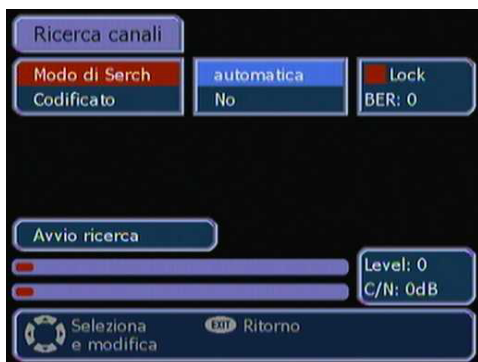 Ricerca canali
Modo di Serch automatica Lock
Codificato No BER: 0
Avvio ricerca
Level: 0
C/N: 0dB
Seleziona EXIT Ritorno
e modifica